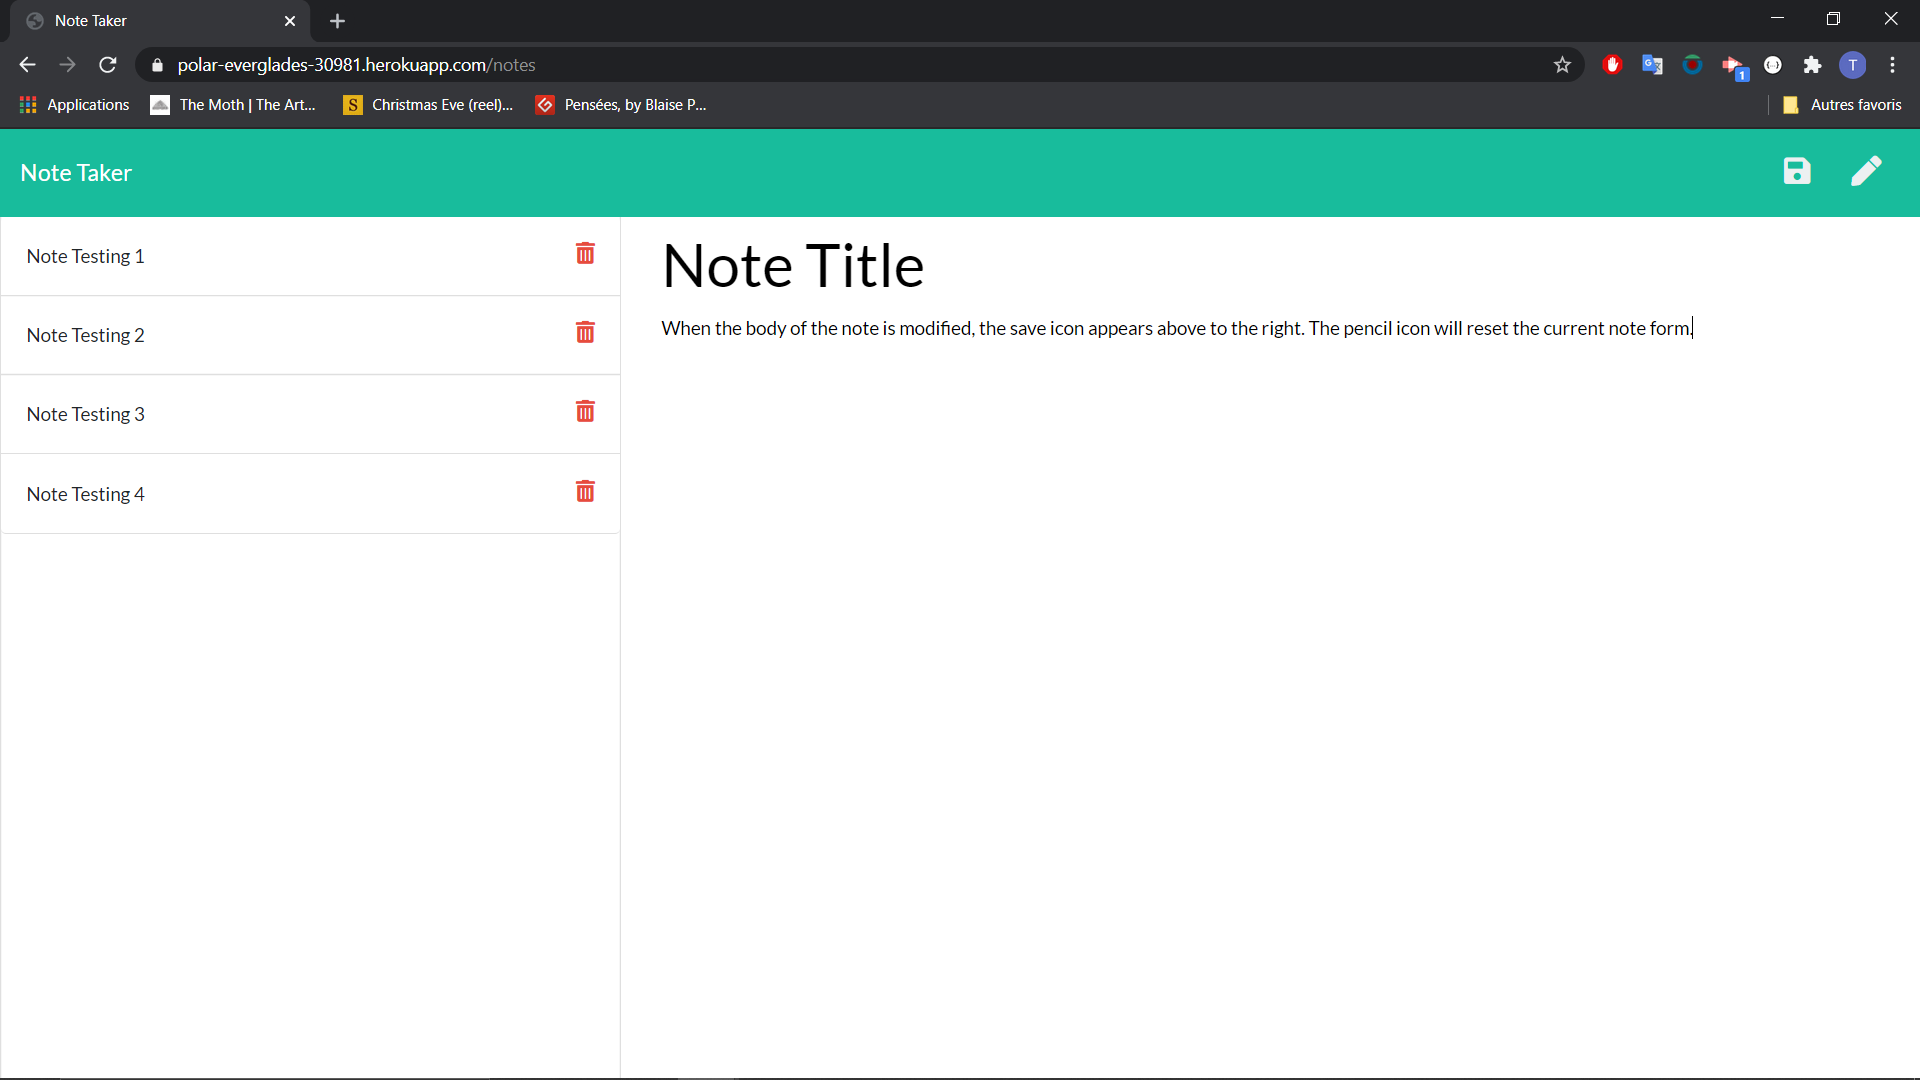 Note Taker
polar-everglades-30981.herokuapp.com/notes
1
T
Applications
The Moth | The Art...
S
Christmas Eve (reel)...
Pensées, by Blaise P...
Autres favoris
Note Taker
Note Testing 1
Note Testing 2
Note Testing 3
Note Testing 4
Note Title
When the body of the note is modified, the save icon appears above to the right. The pencil icon will reset the current note form.